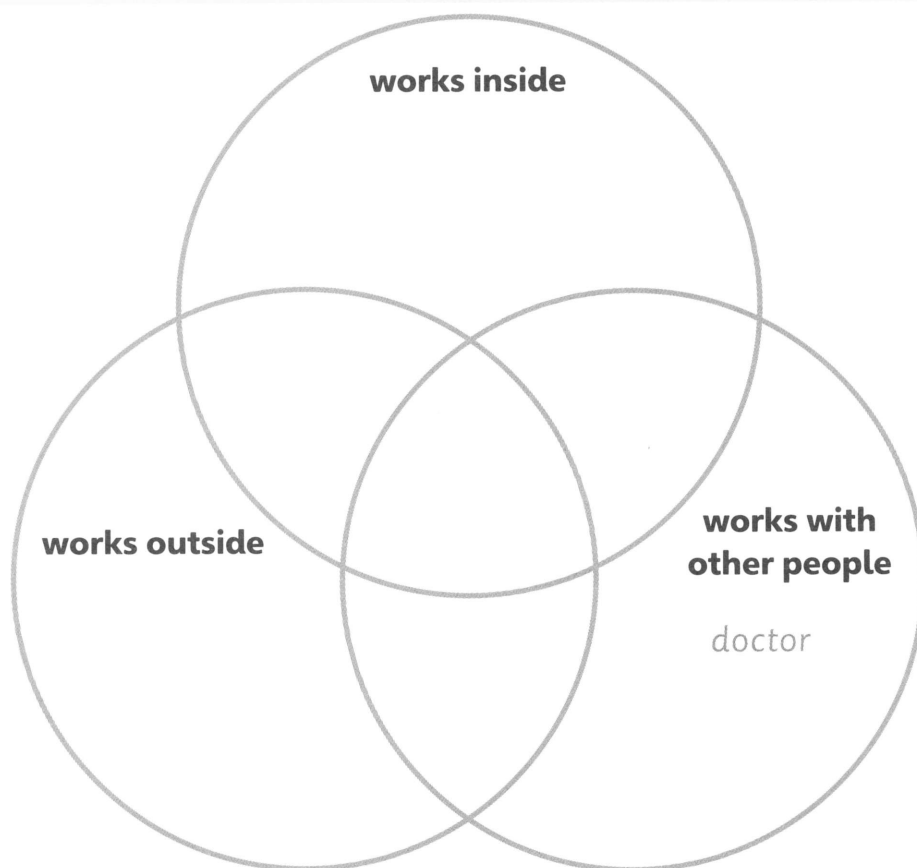 works inside
works outside
works with
other people
doctor